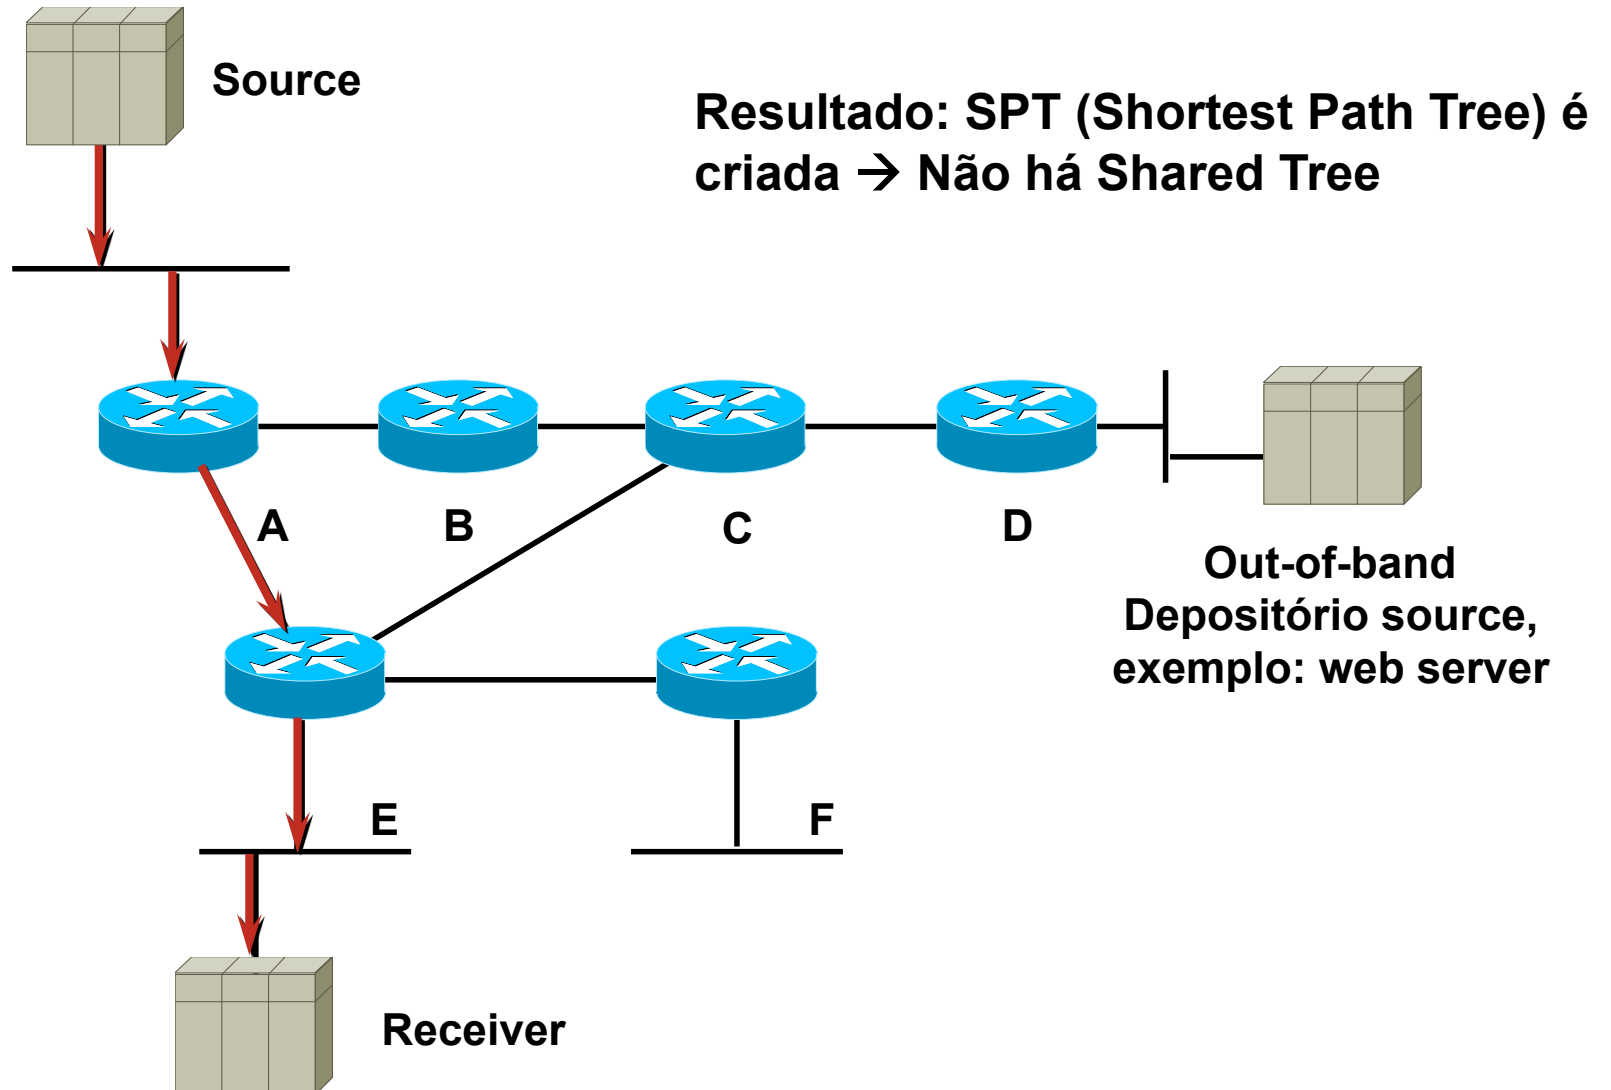 Source
Resultado: SPT (Shortest Path Tree) é
criada → Não há Shared Tree
A
B
C
D
Out-of-band
Depositório source,
exemplo: web server
E
F
Receiver